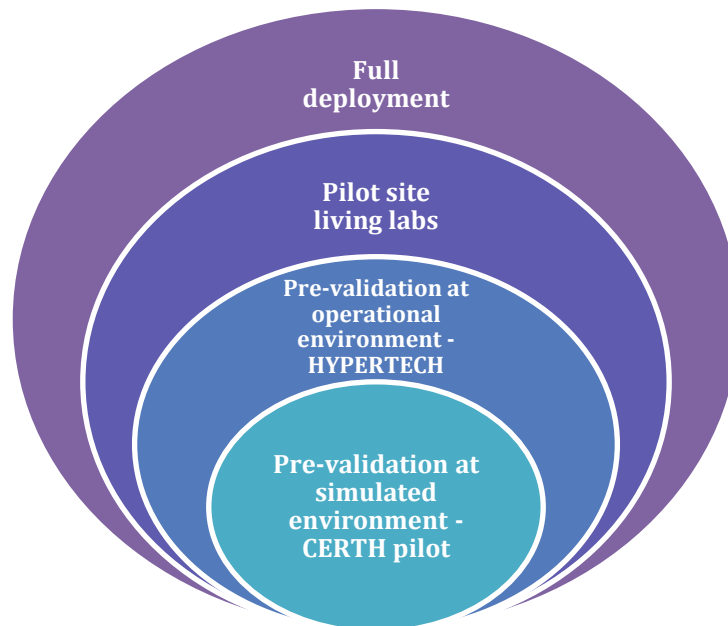 Full
deployment
Pilot site
living labs
Pre-validation at
operational
environment -
HYPERTECH
Pre-validation at
simulated
environment -
CERTH pilot